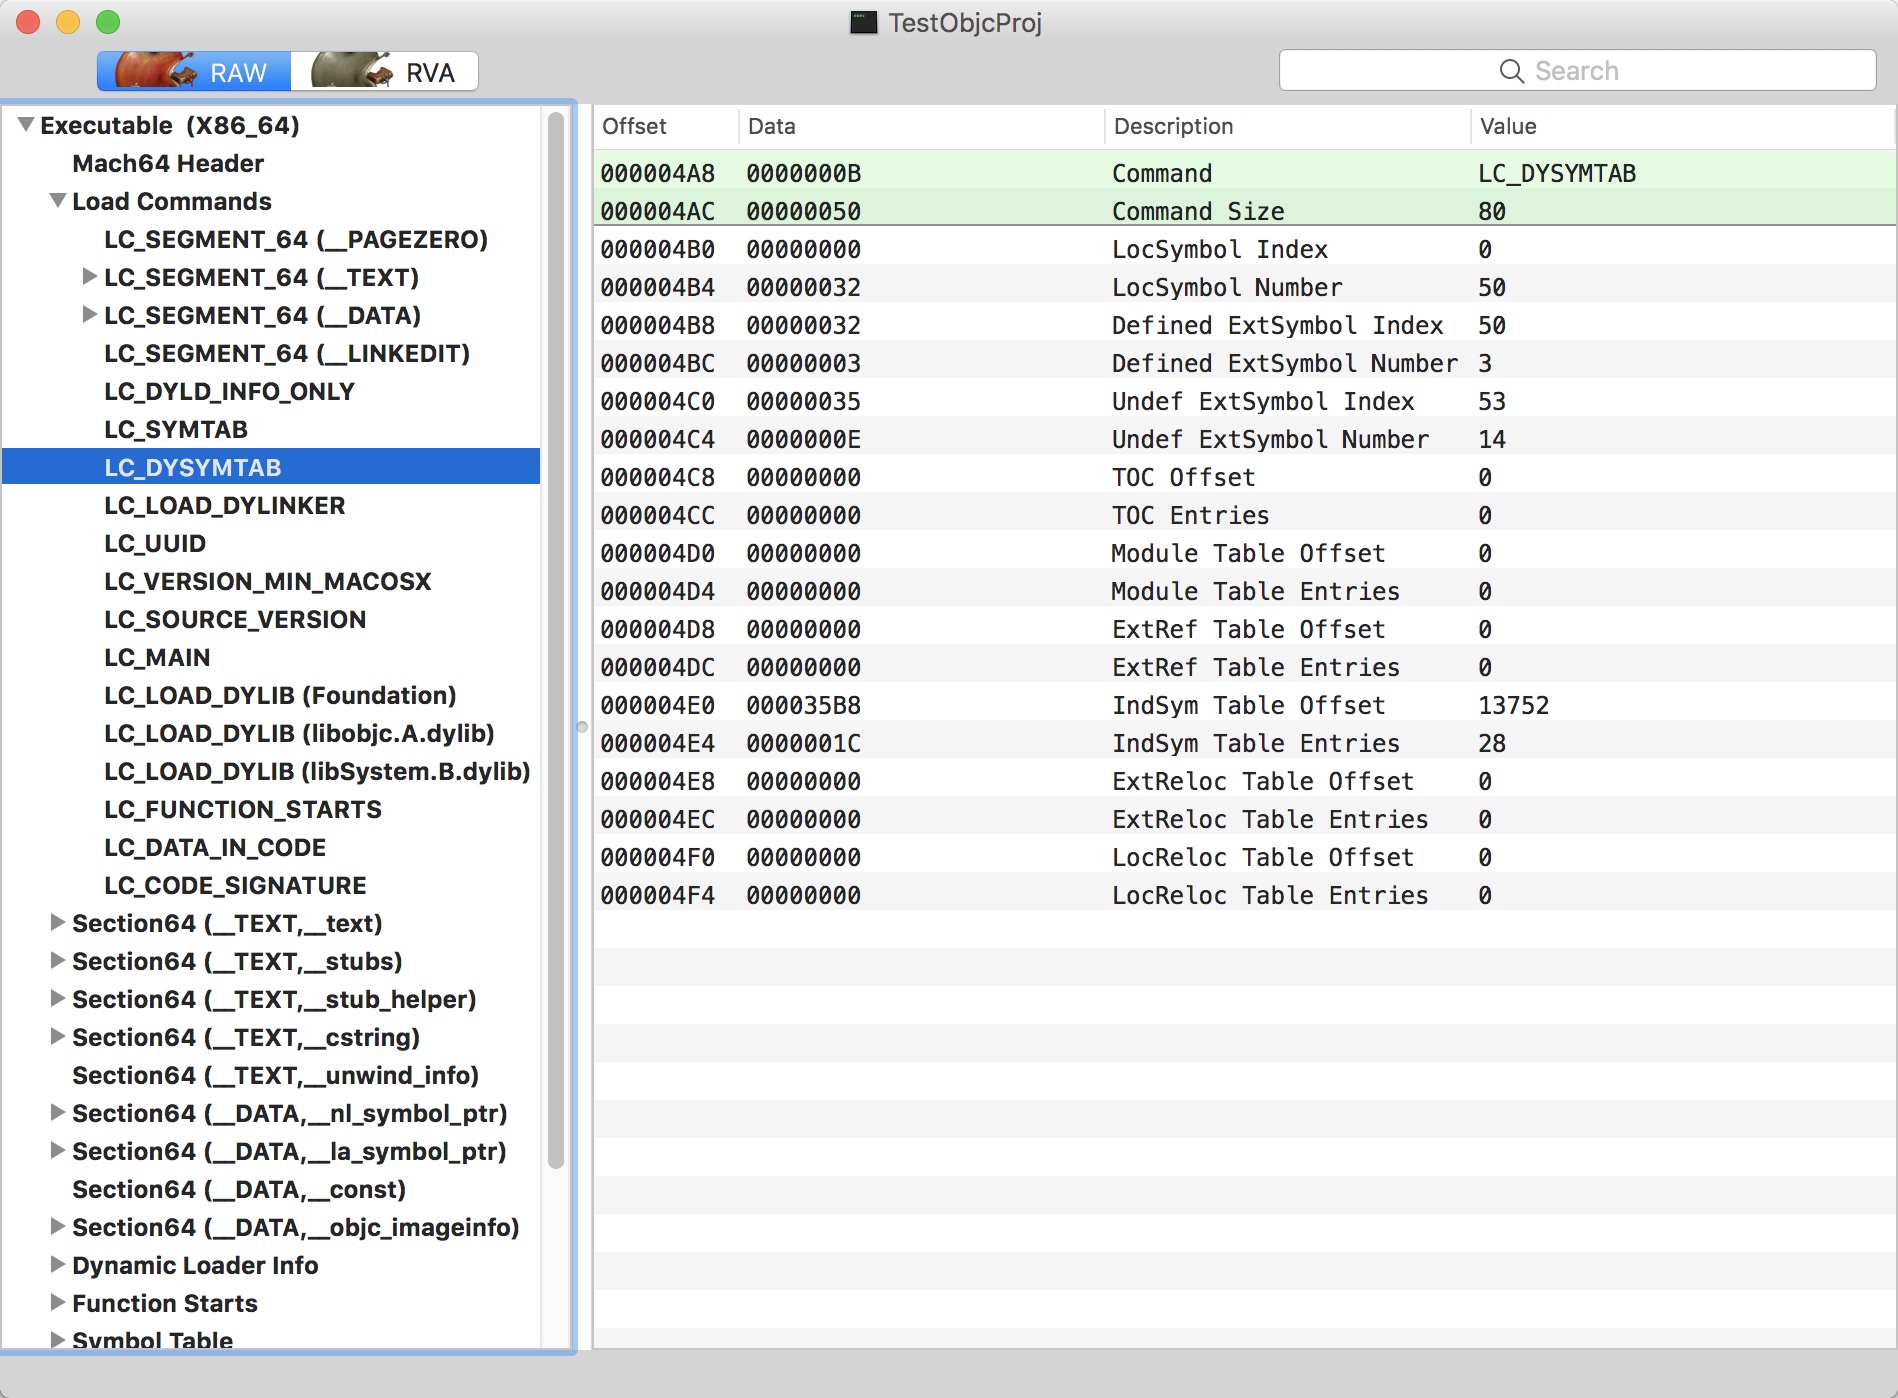 TestObjcProj
RAW RVA
Search
Executable (X86_64)
Mach64 Header
Load Commands
LC_SEGMENT_64 (__PAGEZERO)
LC_SEGMENT_64 (__TEXT)
LC_SEGMENT_64 (__DATA)
LC_SEGMENT_64 (__LINKEDIT)
LC_DYLD_INFO_ONLY
LC_SYMTAB
LC_DYSYMTAB
LC_LOAD_DYLINKER
LC_UUID
LC_VERSION_MIN_MACOSX
LC_SOURCE_VERSION
LC_MAIN
LC_LOAD_DYLIB (Foundation)
LC_LOAD_DYLIB (libobjc.A.dylib)
LC_LOAD_DYLIB (libSystem.B.dylib)
LC_FUNCTION_STARTS
LC_DATA_IN_CODE
LC_CODE_SIGNATURE
Section64 (__TEXT,__text)
Section64 (__TEXT,__stubs)
Section64 (__TEXT,__stub_helper)
Section64 (__TEXT,__cstring)
Section64 (__TEXT,__unwind_info)
Section64 (__DATA,__nl_symbol_ptr)
Section64 (__DATA,__la_symbol_ptr)
Section64 (__DATA,__const)
Section64 (__DATA,__objc_imageinfo)
Dynamic Loader Info
Function Starts
Symbol Table
Offset Data Description Value
000004A8 0000000B Command LC_DYSYMTAB
000004AC 00000050 Command Size 80
000004B0 00000000 LocSymbol Index 0
000004B4 00000032 LocSymbol Number 50
000004B8 00000032 Defined ExtSymbol Index 50
000004BC 00000003 Defined ExtSymbol Number 3
000004C0 00000035 Undef ExtSymbol Index 53
000004C4 0000000E Undef ExtSymbol Number 14
000004C8 00000000 TOC Offset 0
000004CC 00000000 TOC Entries 0
000004D0 00000000 Module Table Offset 0
000004D4 00000000 Module Table Entries 0
000004D8 00000000 ExtRef Table Offset 0
000004DC 00000000 ExtRef Table Entries 0
000004E0 000035B8 IndSym Table Offset 13752
000004E4 0000001C IndSym Table Entries 28
000004E8 00000000 ExtReloc Table Offset 0
000004EC 00000000 ExtReloc Table Entries 0
000004F0 00000000 LocReloc Table Offset 0
000004F4 00000000 LocReloc Table Entries 0